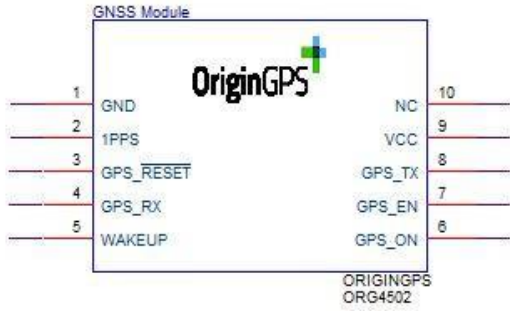 GNSS Module
OriginGPS
1 GND
2 1PPS
3 GPS_RESET
4 GPS_RX
5 WAKEUP
NC 10
VCC 9
GPS_TX 8
GPS_EN 7
GPS_ON 6
ORIGINGPS
ORG4502